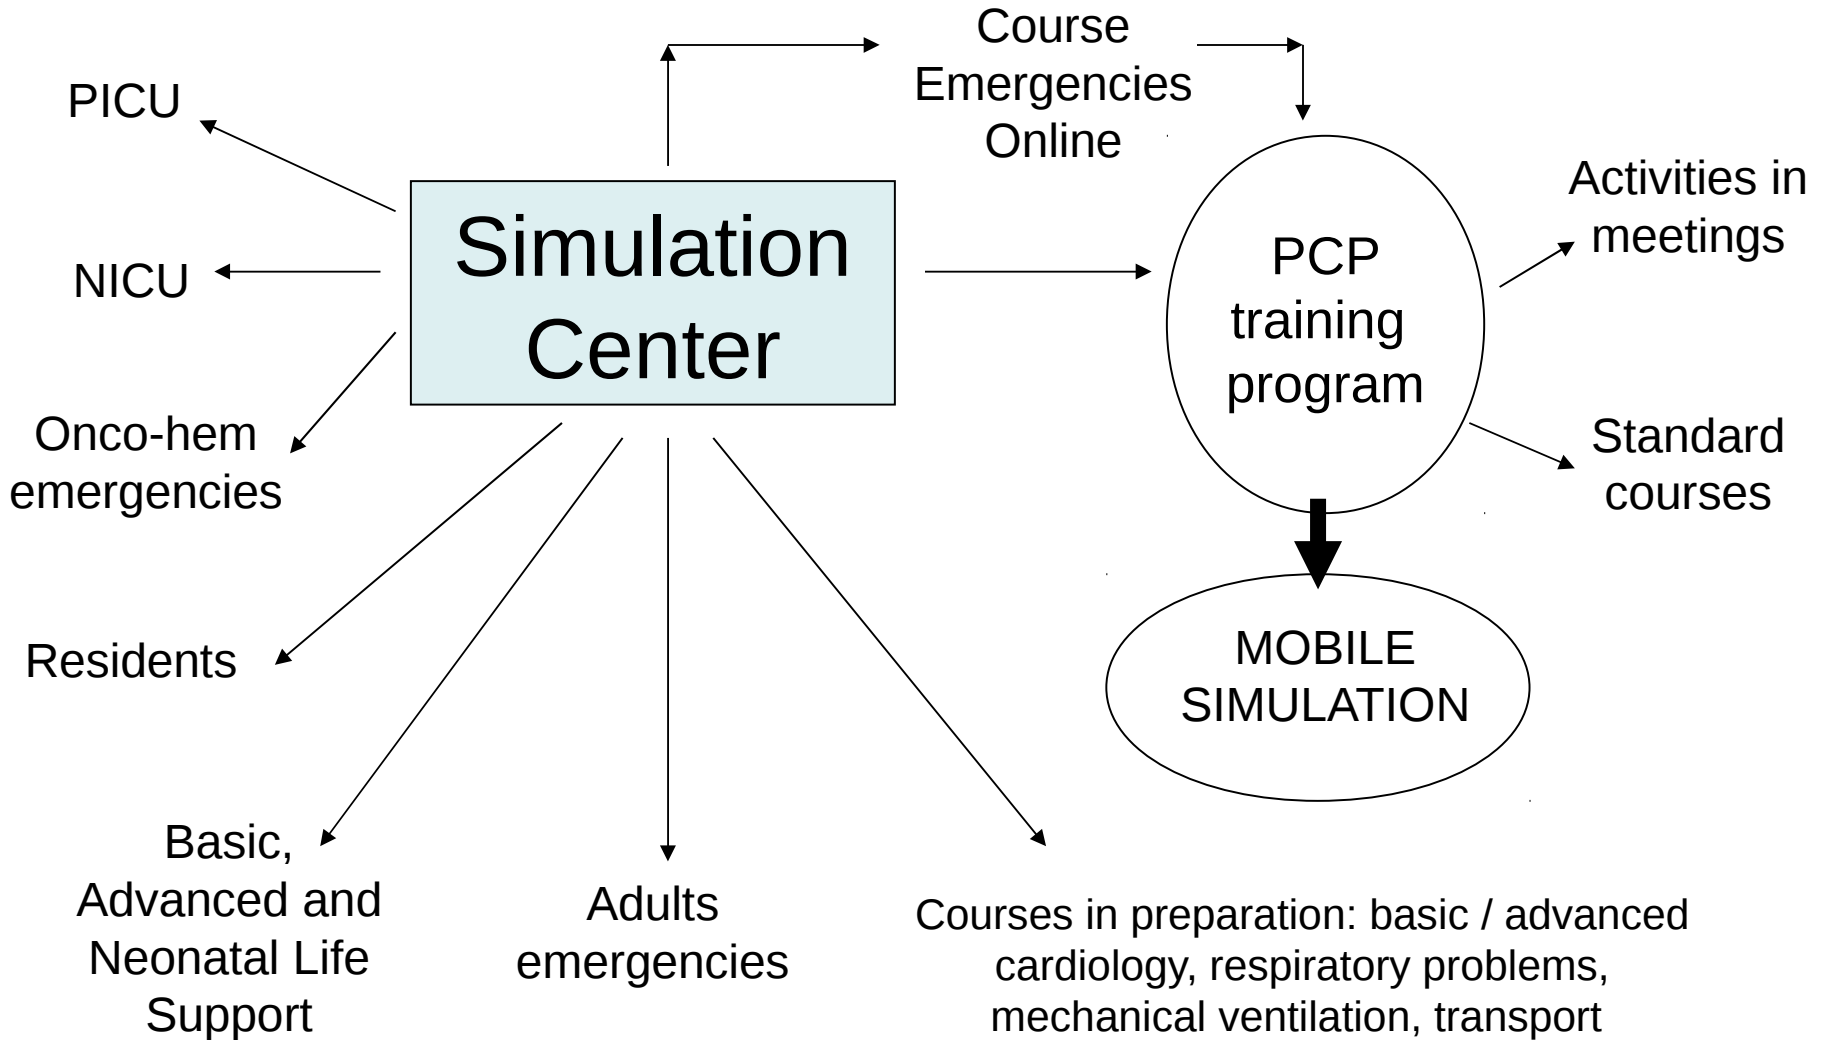 Course
Emergencies
Online
PICU
Activities in
meetings
Simulation
Center
PCP
training
program
NICU
Onco-hem
emergencies
Standard
courses
MOBILE
SIMULATION
Residents
Basic,
Advanced and
Neonatal Life
Support
Adults
emergencies
Courses in preparation: basic / advanced
cardiology, respiratory problems,
mechanical ventilation, transport